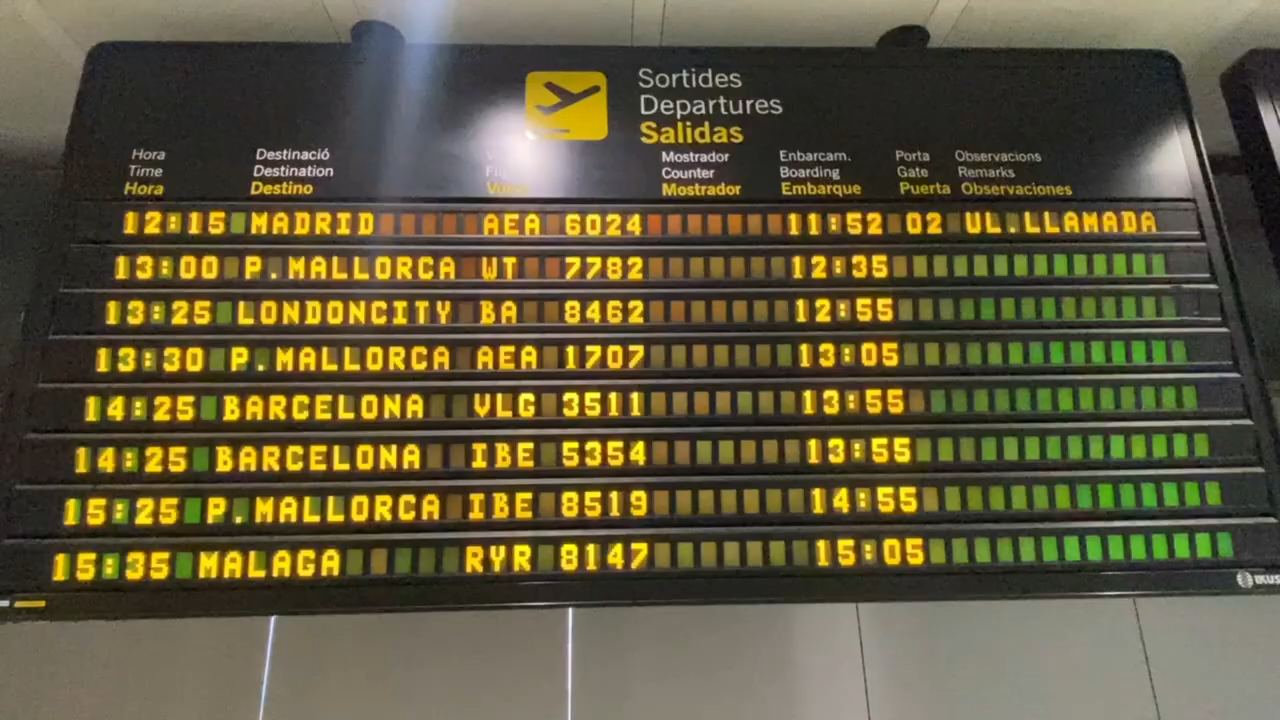 Sortides
Departures
Salidas
Hora Destinació Mostrador Enbarcam. Porta Observacions
Time Destination Counter Boarding Gate Remarks
Hora Destino Mostrador Embarque Puerta Observaciones
12:15 MADRID AEA 6024 11:52 02 UL.LLAMADA
13:00 P.MALLORCA WT 7782 12:35
13:25 LONDONCITY BA 8462 12:55
13:30 P.MALLORCA AEA 1707 13:05
14:25 BARCELONA VLG 3511 13:55
14:25 BARCELONA IBE 5354 13:55
15:25 P.MALLORCA IBE 8519 14:55
15:35 MALAGA RYR 8147 15:05